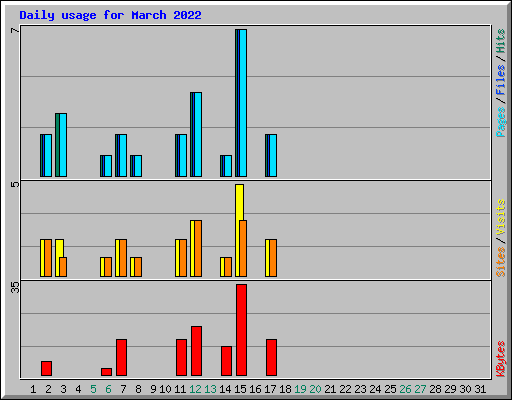 Daily usage for March 2022
7
Pages / Files / Hits
5
Sites / Visits
35
KBytes
1 2 3 4 5 6 7 8 9 10 11 12 13 14 15 16 17 18 19 20 21 22 23 24 25 26 27 28 29 30 31